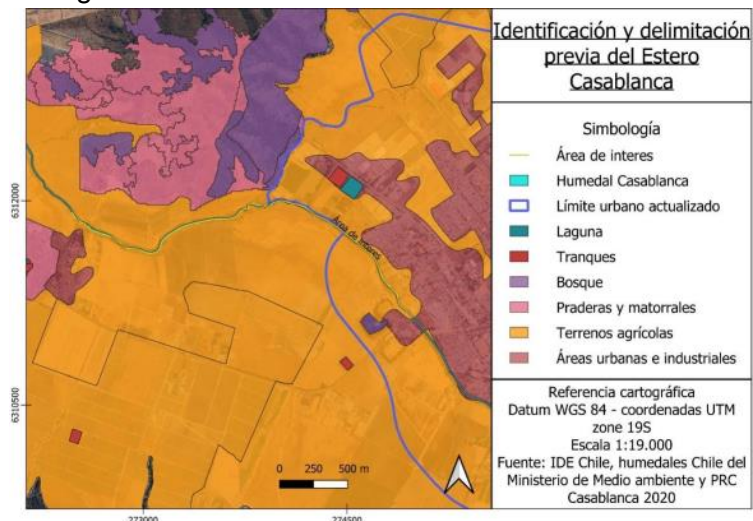 Identificación y delimitación
previa del Estero
Casablanca
Simbología
Área de interes
Humedal Casablanca
Límite urbano actualizado
Laguna
Tranques
Bosque
Praderas y matorrales
Terrenos agrícolas
Áreas urbanas e industriales
Referencia cartográfica
Datum WGS 84 - coordenadas UTM
zone 19S
Escala 1:19.000
Fuente: IDE Chile, humedales Chile del
Ministerio de Medio ambiente y PRC
Casablanca 2020
6312000
6310500
Área de interes
0 250 500 m
273000 274500